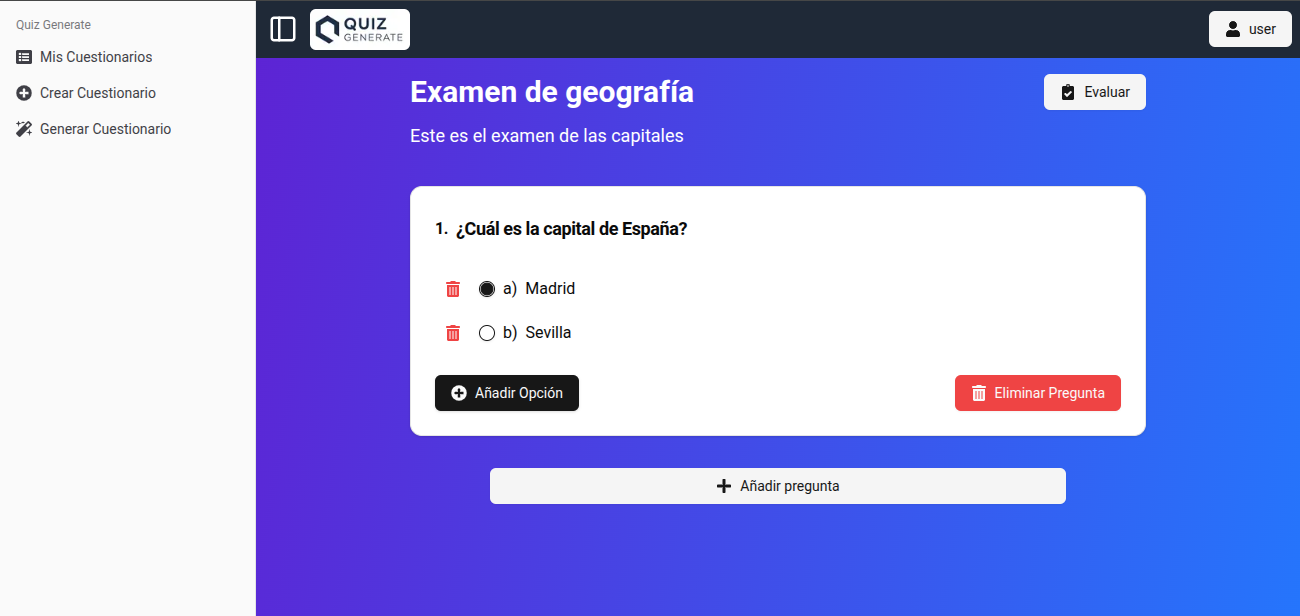 Quiz Generate
Mis Cuestionarios
Crear Cuestionario
Generar Cuestionario
QUIZ
GENERATE
user
Examen de geografía
Evaluar
Este es el examen de las capitales
1. ¿Cuál es la capital de España?
a) Madrid
b) Sevilla
Añadir Opción
Eliminar Pregunta
Añadir pregunta